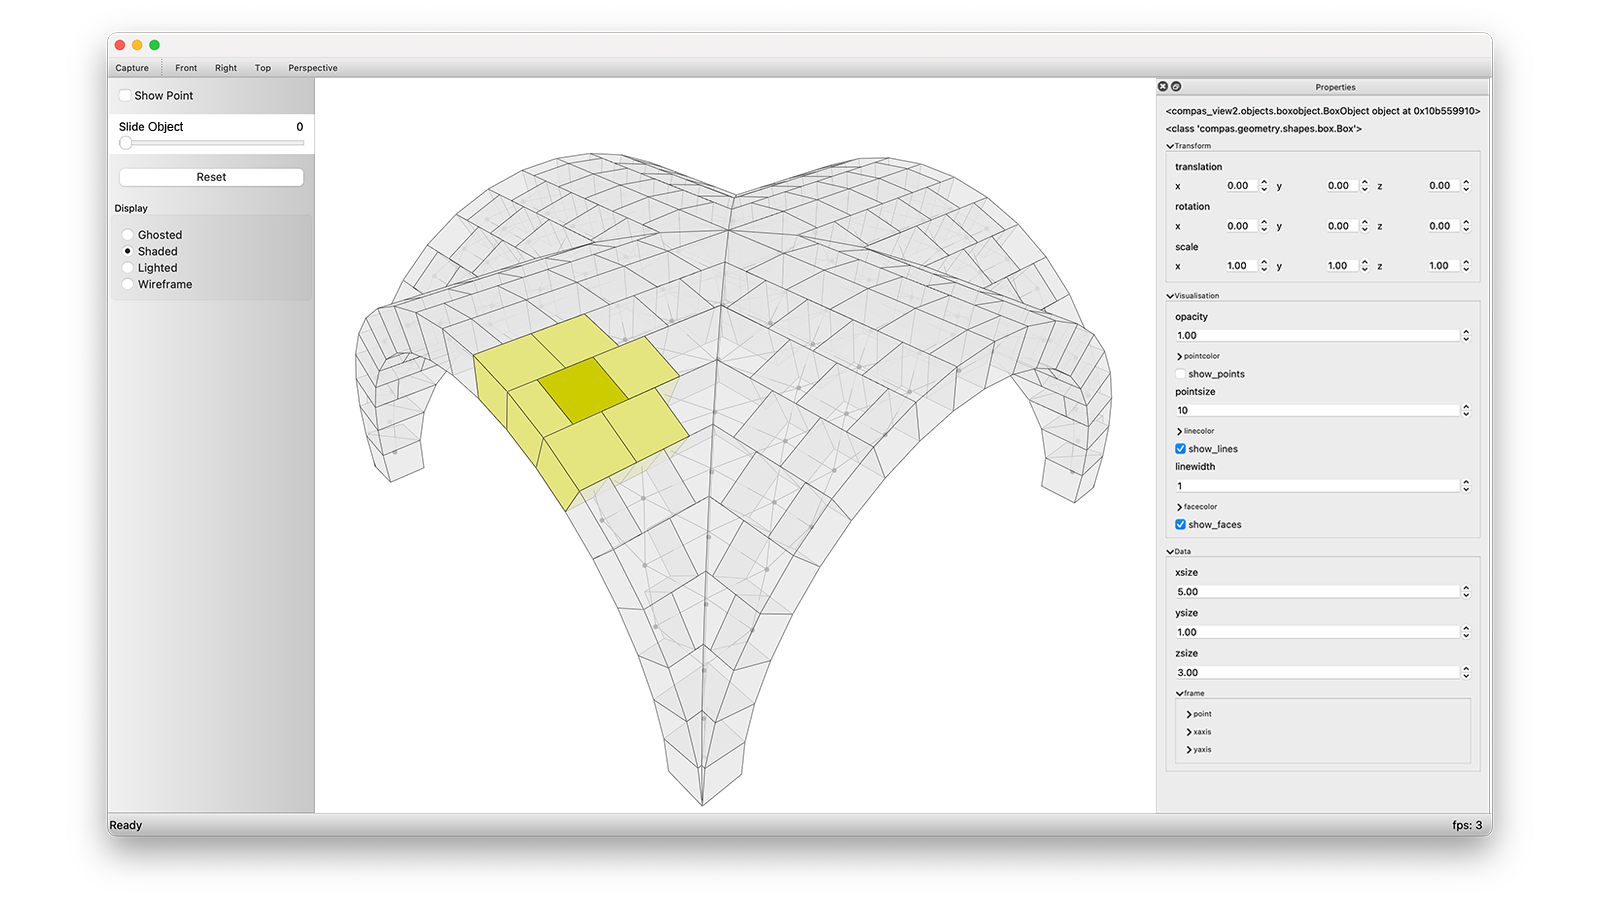 Capture Front Right Top Perspective
Show Point
Slide Object 0
Reset
Display
Ghosted
Shaded
Lighted
Wireframe
Properties
<compas_view2.objects.boxobject.BoxObject object at 0x10b559910>
<class 'compas.geometry.shapes.box.Box'>
Transform
translation
x 0.00 y 0.00 z 0.00
rotation
x 0.00 y 0.00 z 0.00
scale
x 1.00 y 1.00 z 1.00
Visualisation
opacity
1.00
pointcolor
show_points
pointsize
10
linecolor
show_lines
linewidth
1
facecolor
show_faces
Data
xsize
5.00
ysize
1.00
zsize
3.00
frame
point
xaxis
yaxis
Ready fps: 3